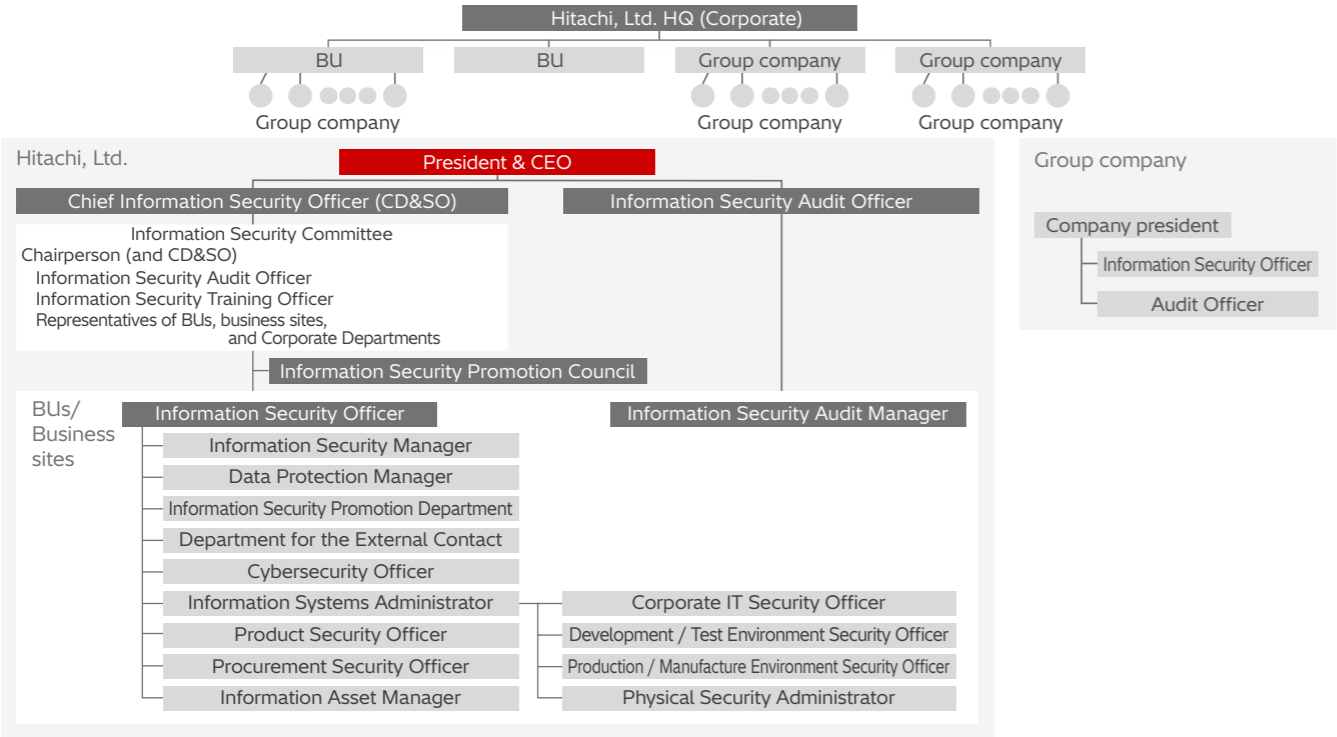 Hitachi, Ltd. HQ (Corporate)
BU
BU
Group company
Group company
Group company
Group company
Group company
Hitachi, Ltd.
President & CEO
Chief Information Security Officer (CD&SO)
Information Security Audit Officer
Information Security Committee
Chairperson (and CD&SO)
Information Security Audit Officer
Information Security Training Officer
Representatives of BUs, business sites,
and Corporate Departments
Information Security Promotion Council
BUs/
Business
sites
Information Security Officer
Information Security Audit Manager
Information Security Manager
Data Protection Manager
Information Security Promotion Department
Department for the External Contact
Cybersecurity Officer
Information Systems Administrator
Product Security Officer
Procurement Security Officer
Information Asset Manager
Corporate IT Security Officer
Development / Test Environment Security Officer
Production / Manufacture Environment Security Officer
Physical Security Administrator
Group company
Company president
Information Security Officer
Audit Officer